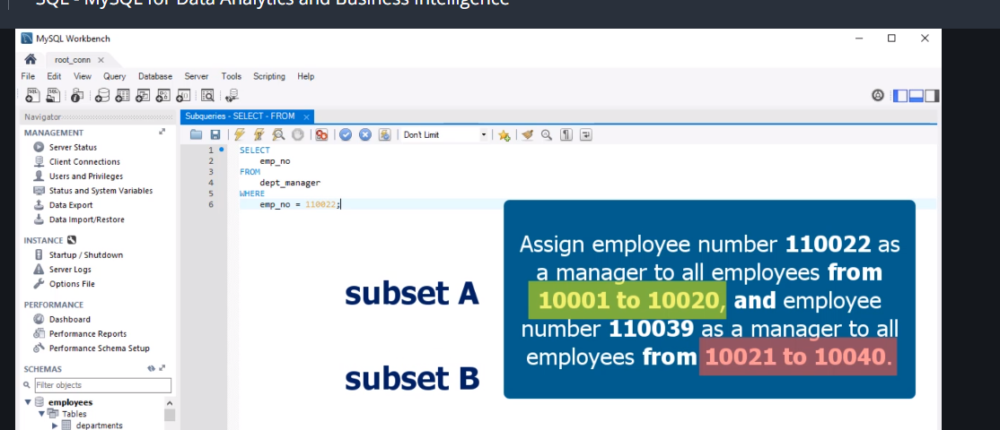 SQL - MySQL for Data Analytics and Business Intelligence
MySQL Workbench
root_conn
File Edit View Query Database Server Tools Scripting Help
Navigator
MANAGEMENT
Server Status
Client Connections
Users and Privileges
Status and System Variables
Data Export
Data Import/Restore
INSTANCE
Startup / Shutdown
Server Logs
Options File
PERFORMANCE
Dashboard
Performance Reports
Performance Schema Setup
SCHEMAS
Filter objects
employees
Tables
departments
Subqueries - SELECT - FROM
Don't Limit
1 SELECT
2 emp_no
3 FROM
4 dept_manager
5 WHERE
6 emp_no = 110022;
subset A
subset B
Assign employee number 110022 as
a manager to all employees from
10001 to 10020, and employee
number 110039 as a manager to all
employees from 10021 to 10040.